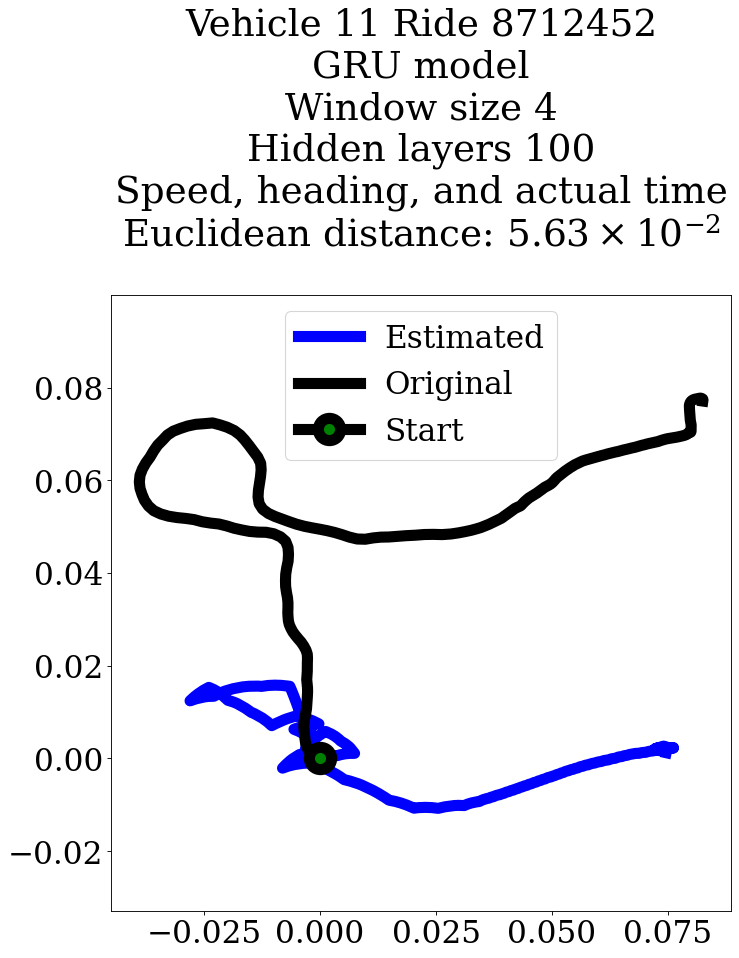 Vehicle 11 Ride 8712452
GRU model
Window size 4
Hidden layers 100
Speed, heading, and actual time
Euclidean distance: 5.63 × 10⁻²
Estimated
Original
Start
0.08
0.06
0.04
0.02
0.00
−0.02
−0.025 0.000 0.025 0.050 0.075